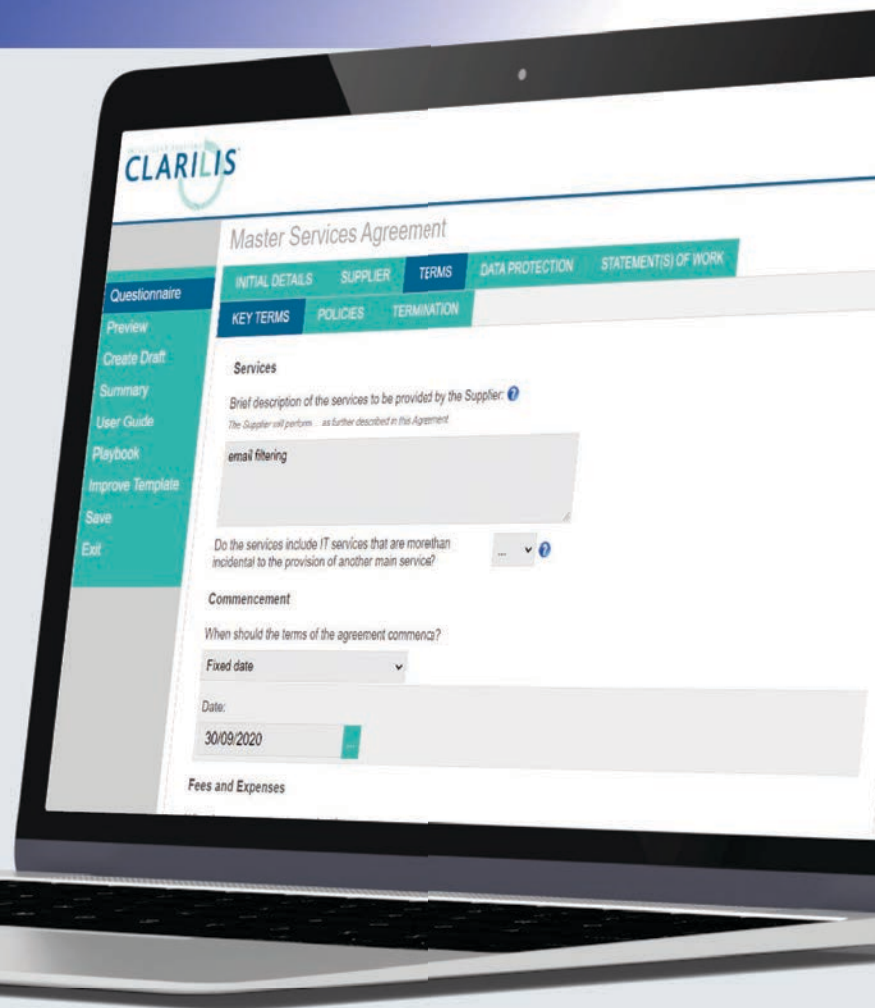 CLARILIS
Master Services Agreement
INITIAL DETAILS SUPPLIER TERMS DATA PROTECTION STATEMENT(S) OF WORK
KEY TERMS POLICIES TERMINATION
Questionnaire
Preview
Create Draft
Summary
User Guide
Playbook
Improve Template
Save
Exit
Services
Brief description of the services to be provided by the Supplier: ?
The Supplier will perform ... as further described in this Agreement
email filtering
Do the services include IT services that are morethan
incidental to the provision of another main service?
... ?
Commencement
When should the terms of the agreement commence?
Fixed date
Date:
30/09/2020
...
Fees and Expenses